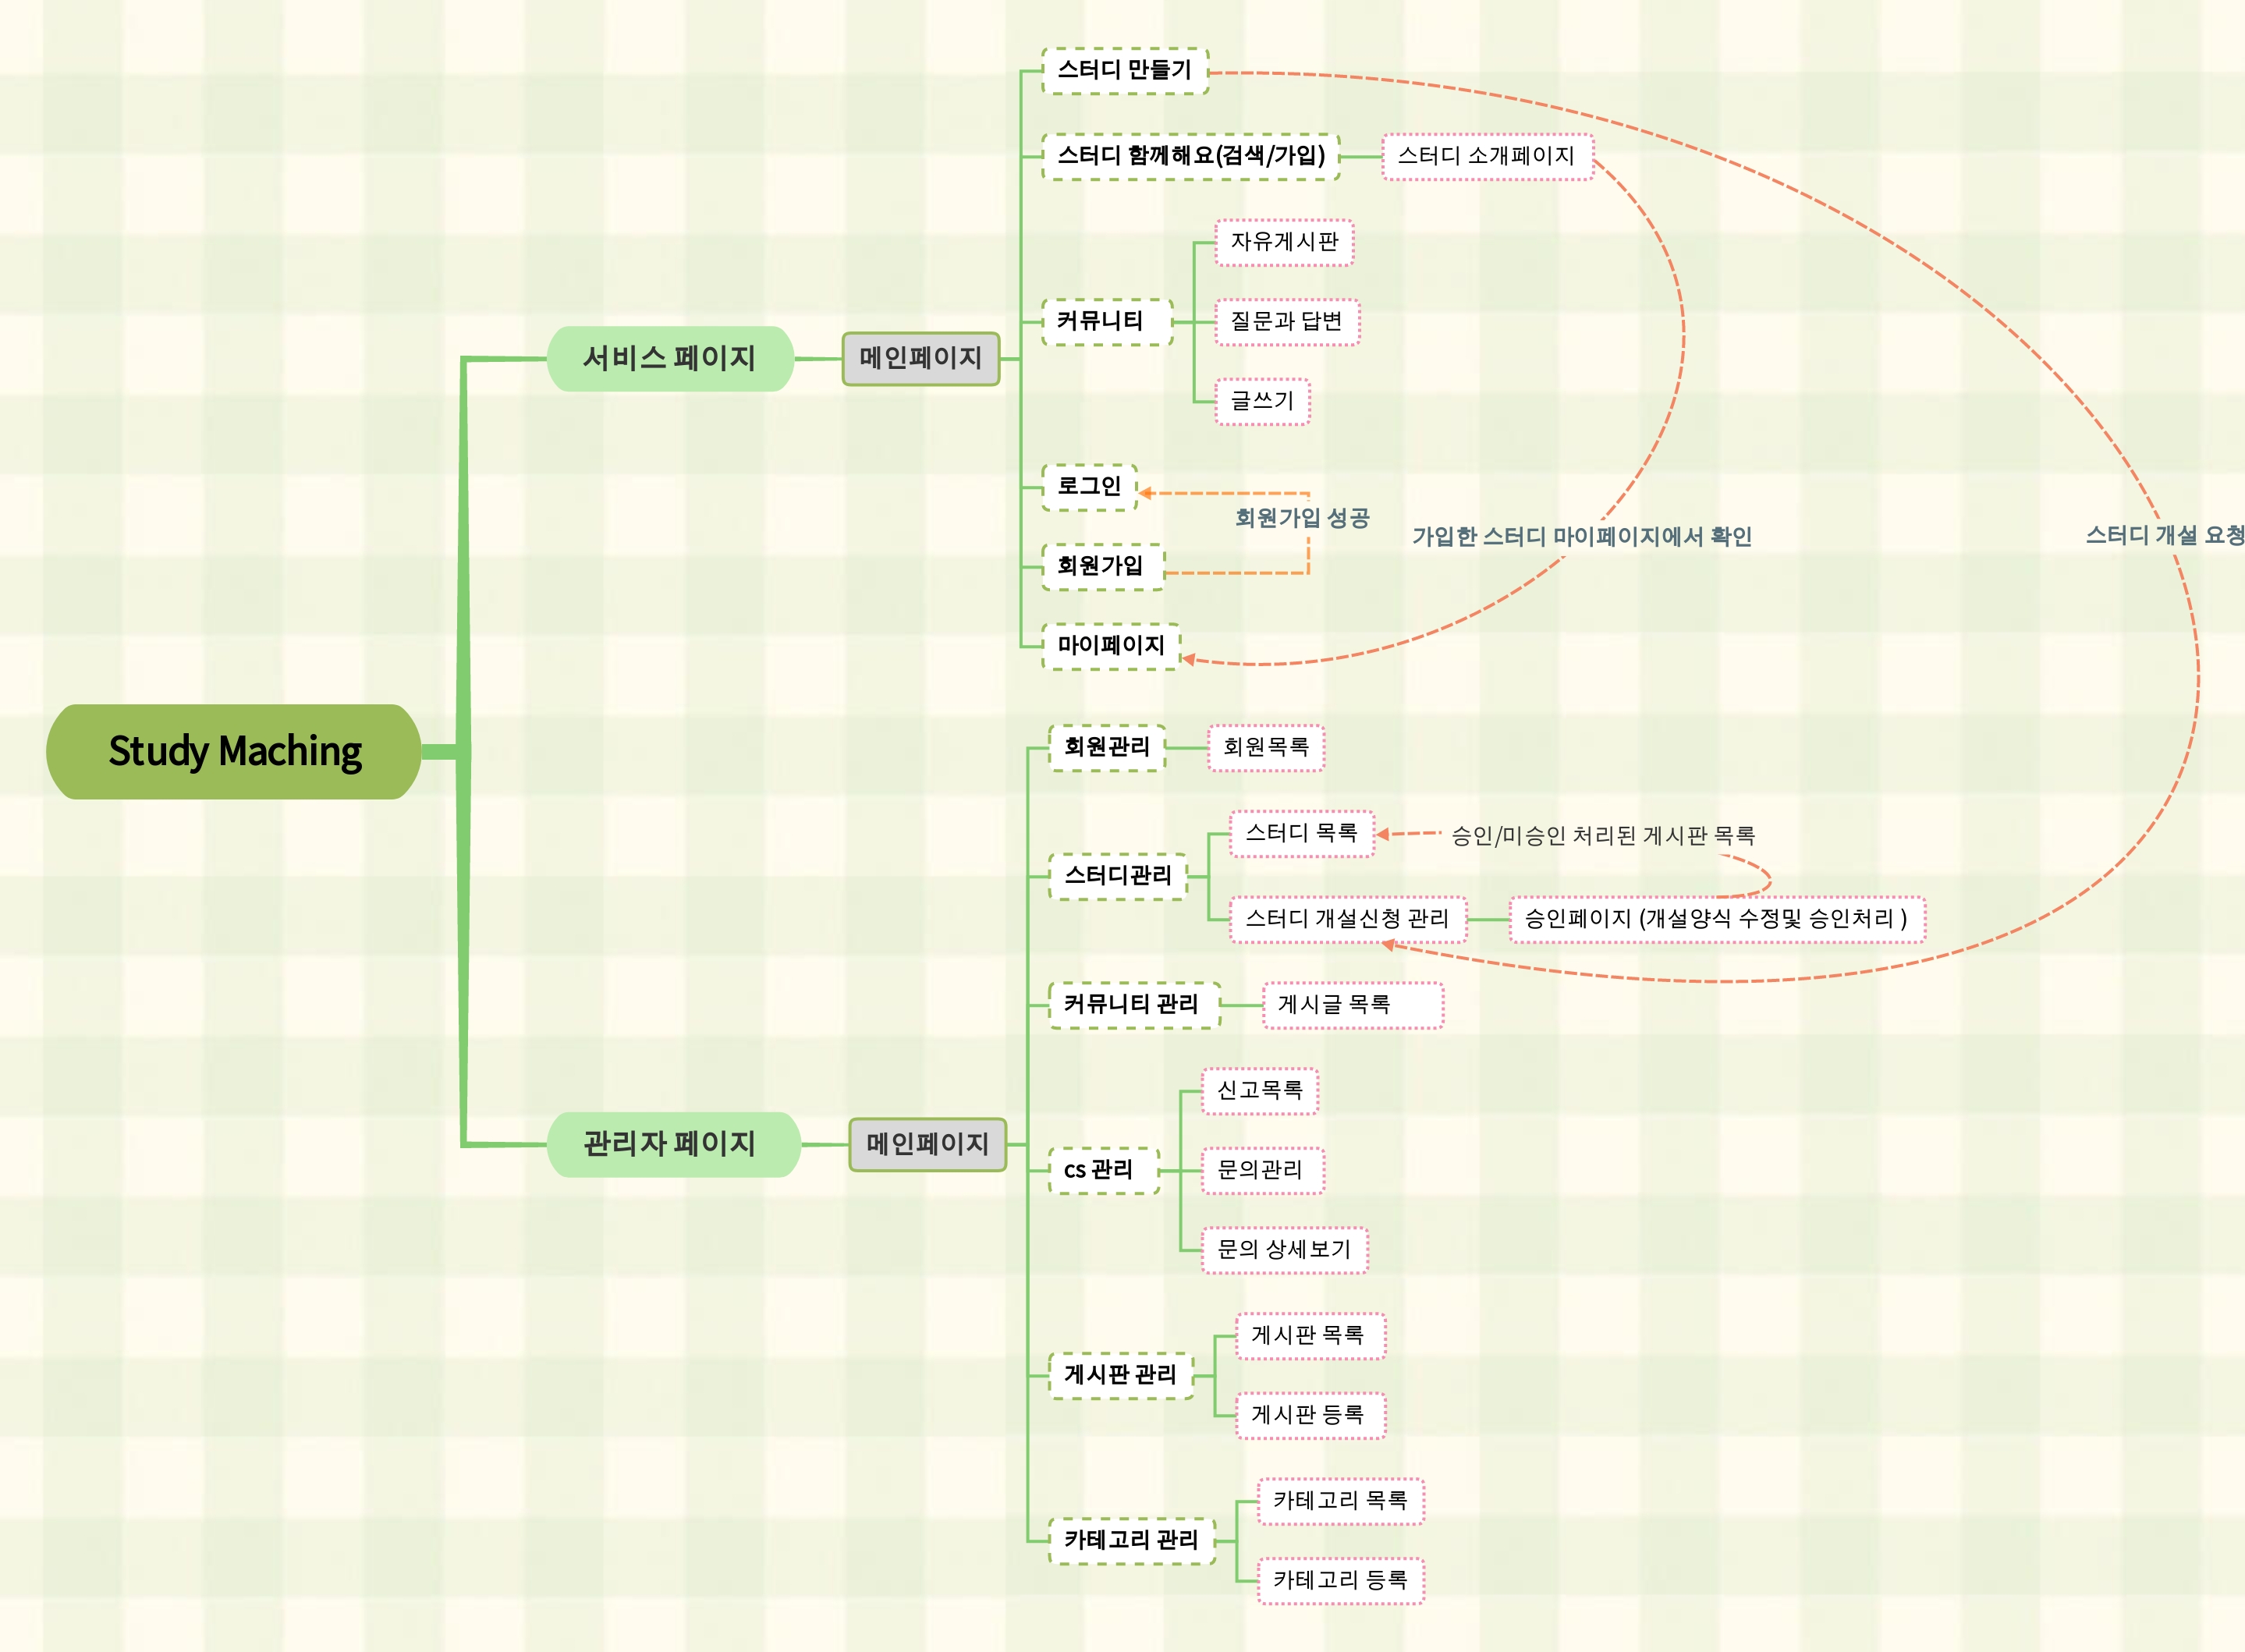 Study Maching
서비스 페이지
메인페이지
스터디 만들기
스터디 함께해요(검색/가입)
스터디 소개페이지
커뮤니티
자유게시판
질문과 답변
글쓰기
로그인
회원가입 성공
회원가입
가입한 스터디 마이페이지에서 확인
스터디 개설 요청
마이페이지
관리자 페이지
메인페이지
회원관리
회원목록
스터디관리
스터디 목록
승인/미승인 처리된 게시판 목록
스터디 개설신청 관리
승인페이지 (개설양식 수정및 승인처리 )
커뮤니티 관리
게시글 목록
cs 관리
신고목록
문의관리
문의 상세보기
게시판 관리
게시판 목록
게시판 등록
카테고리 관리
카테고리 목록
카테고리 등록